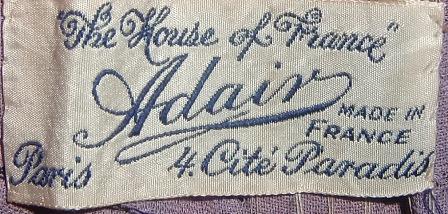 "The House of France"
Adair
MADE IN
FRANCE
Paris 4. Cité Paradis